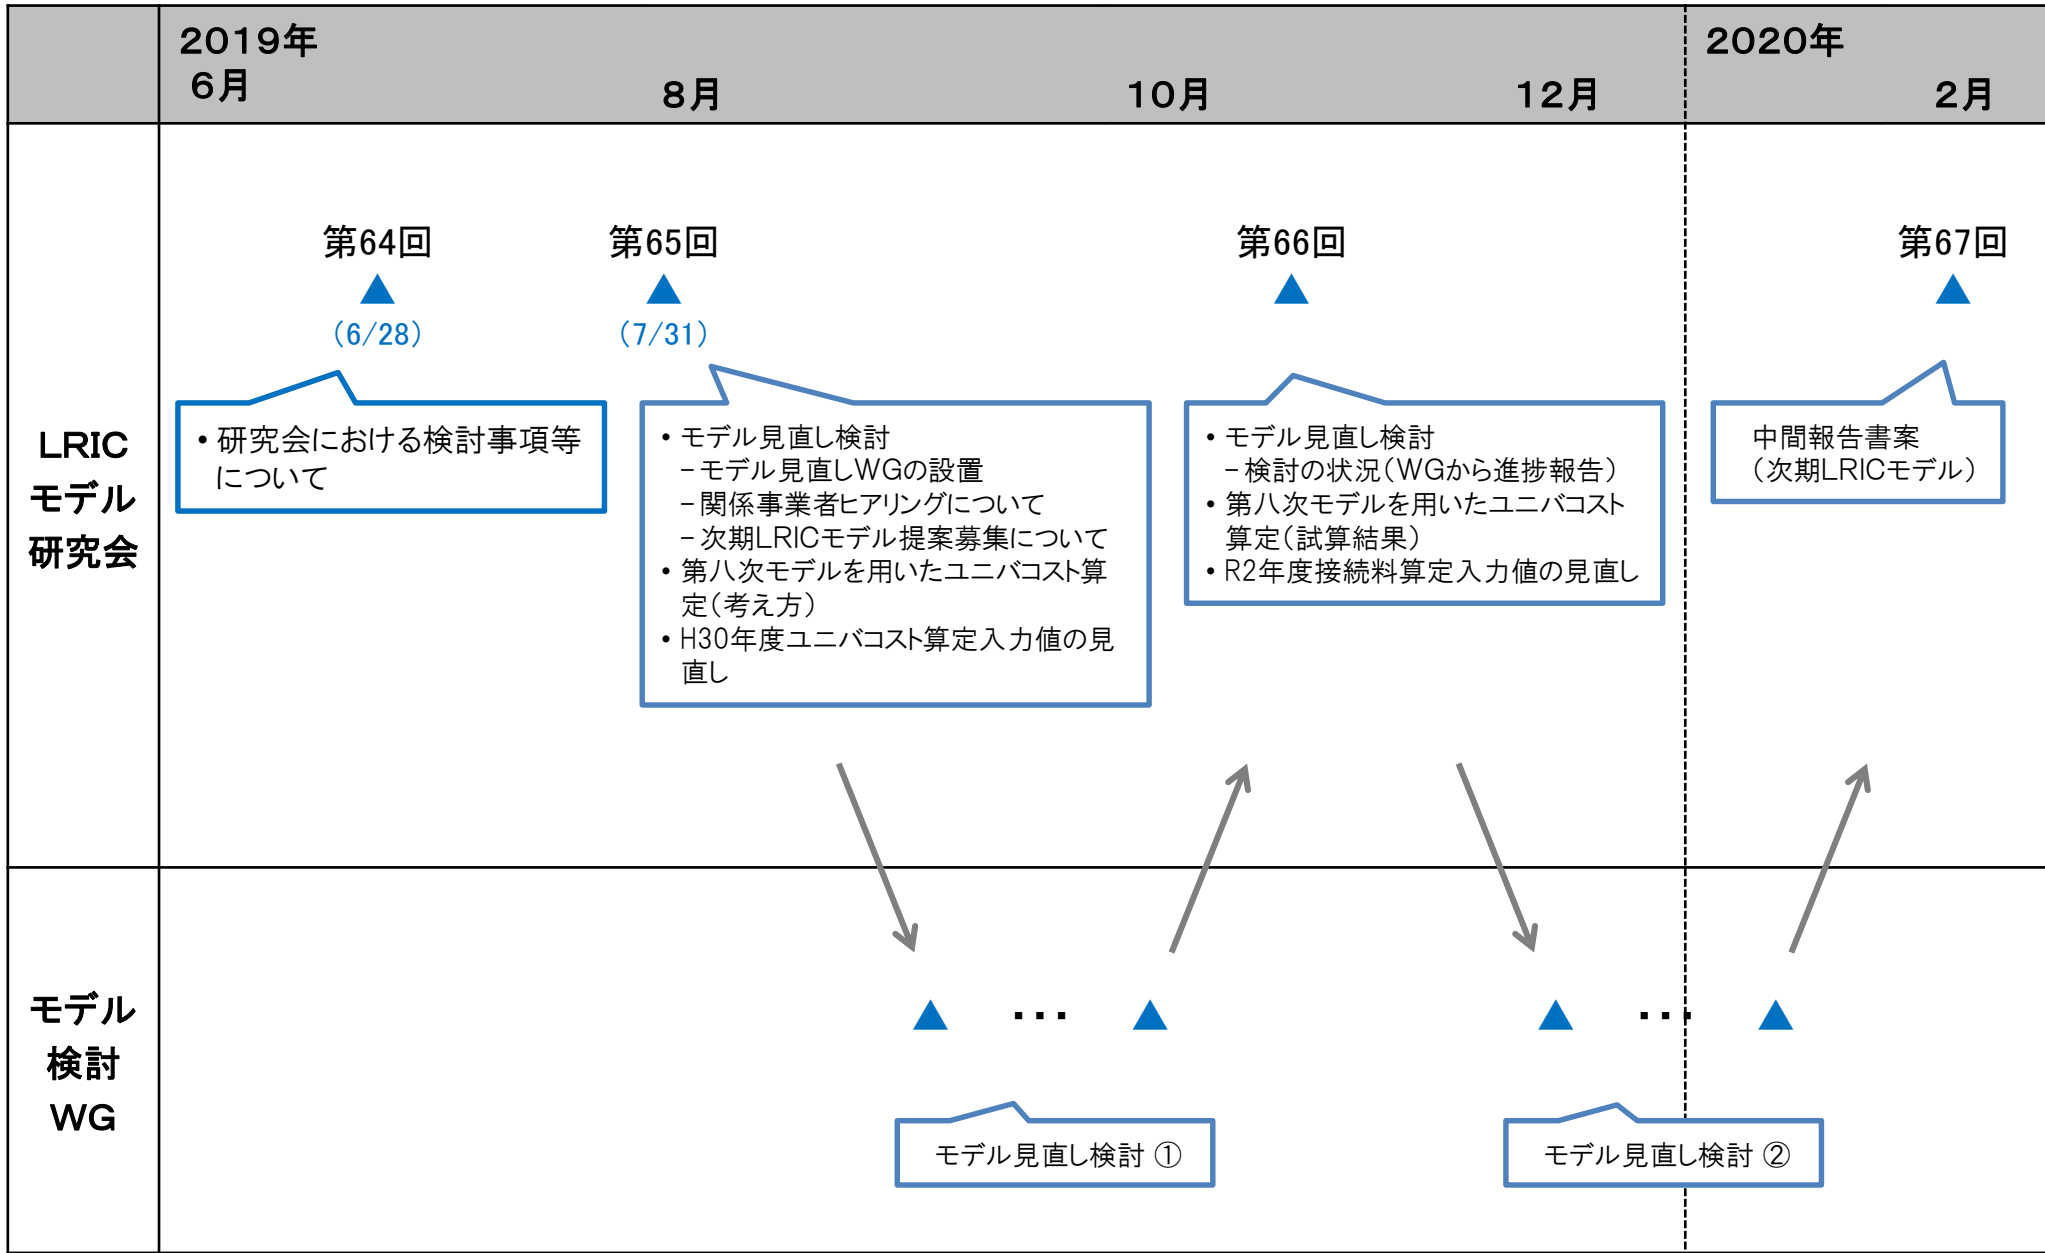 2019年
6月
8月
10月
12月
2020年
2月
LRIC
モデル
研究会
第64回
(6/28)
・研究会における検討事項等
について
第65回
(7/31)
・モデル見直し検討
－モデル見直しWGの設置
－関係事業者ヒアリングについて
－次期LRICモデル提案募集について
・第八次モデルを用いたユニバコスト算
定(考え方)
・H30年度ユニバコスト算定入力値の見
直し
第66回
・モデル見直し検討
－検討の状況(WGから進捗報告)
・第八次モデルを用いたユニバコスト
算定(試算結果)
・R2年度接続料算定入力値の見直し
第67回
中間報告書案
(次期LRICモデル)
モデル
検討
WG
・・・
モデル見直し検討 ①
・・・
モデル見直し検討 ②